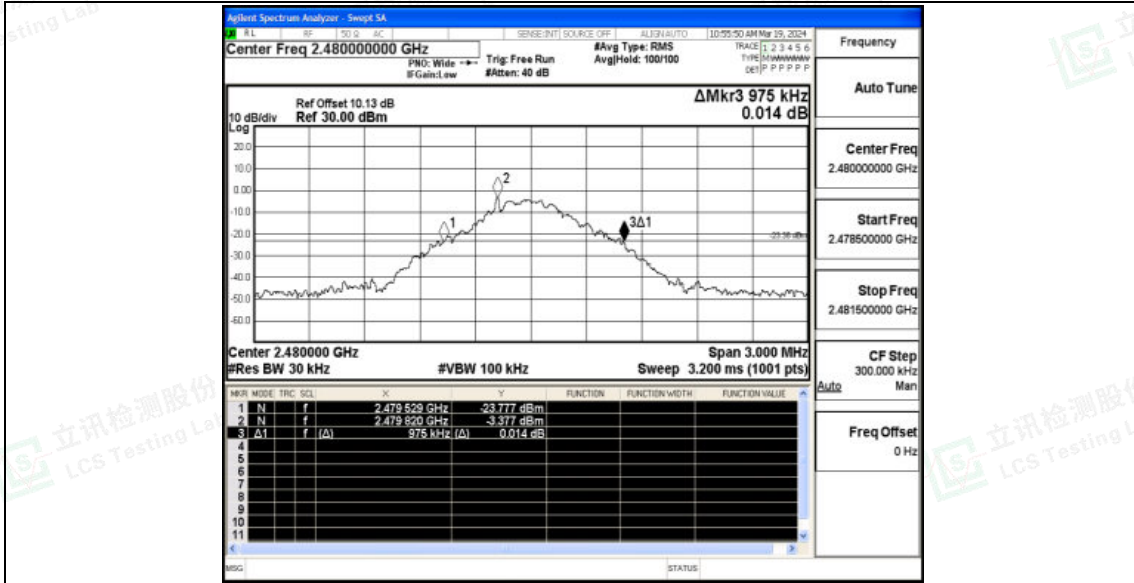 Agilent Spectrum Analyzer - Swept SA
RL RF 50 Ω AC SENSE:INT SOURCE OFF ALIGN AUTO 10:55:50 AM Mar 19, 2024
Center Freq 2.480000000 GHz
PNO: Wide
IFGain:Low
Trig: Free Run
#Atten: 40 dB
#Avg Type: RMS
Avg|Hold: 100/100
TRACE 1 2 3 4 5 6
TYPE
DET P P P P P P
Ref Offset 10.13 dB
Ref 30.00 dBm
ΔMkr3 975 kHz
0.014 dB
10 dB/div
Log
20.0
10.0
0.00
-10.0
-20.0
-30.0
-40.0
-50.0
-60.0
1
2
3Δ1
Center 2.480000 GHz
Span 3.000 MHz
#Res BW 30 kHz
#VBW 100 kHz
Sweep 3.200 ms (1001 pts)
MKR MODE TRC SCL X Y FUNCTION FUNCTION WIDTH FUNCTION VALUE
1 N f 2.479 529 GHz -23.777 dBm
2 N f 2.479 820 GHz -3.377 dBm
3 Δ1 f (Δ) 975 kHz (Δ) 0.014 dB
4
5
6
7
8
9
10
11
MSG
STATUS
Frequency
Auto Tune
Center Freq
2.480000000 GHz
Start Freq
2.478500000 GHz
Stop Freq
2.481500000 GHz
CF Step
300.000 kHz
Auto Man
Freq Offset
0 Hz
立讯检测股份
LCS Testing Lab